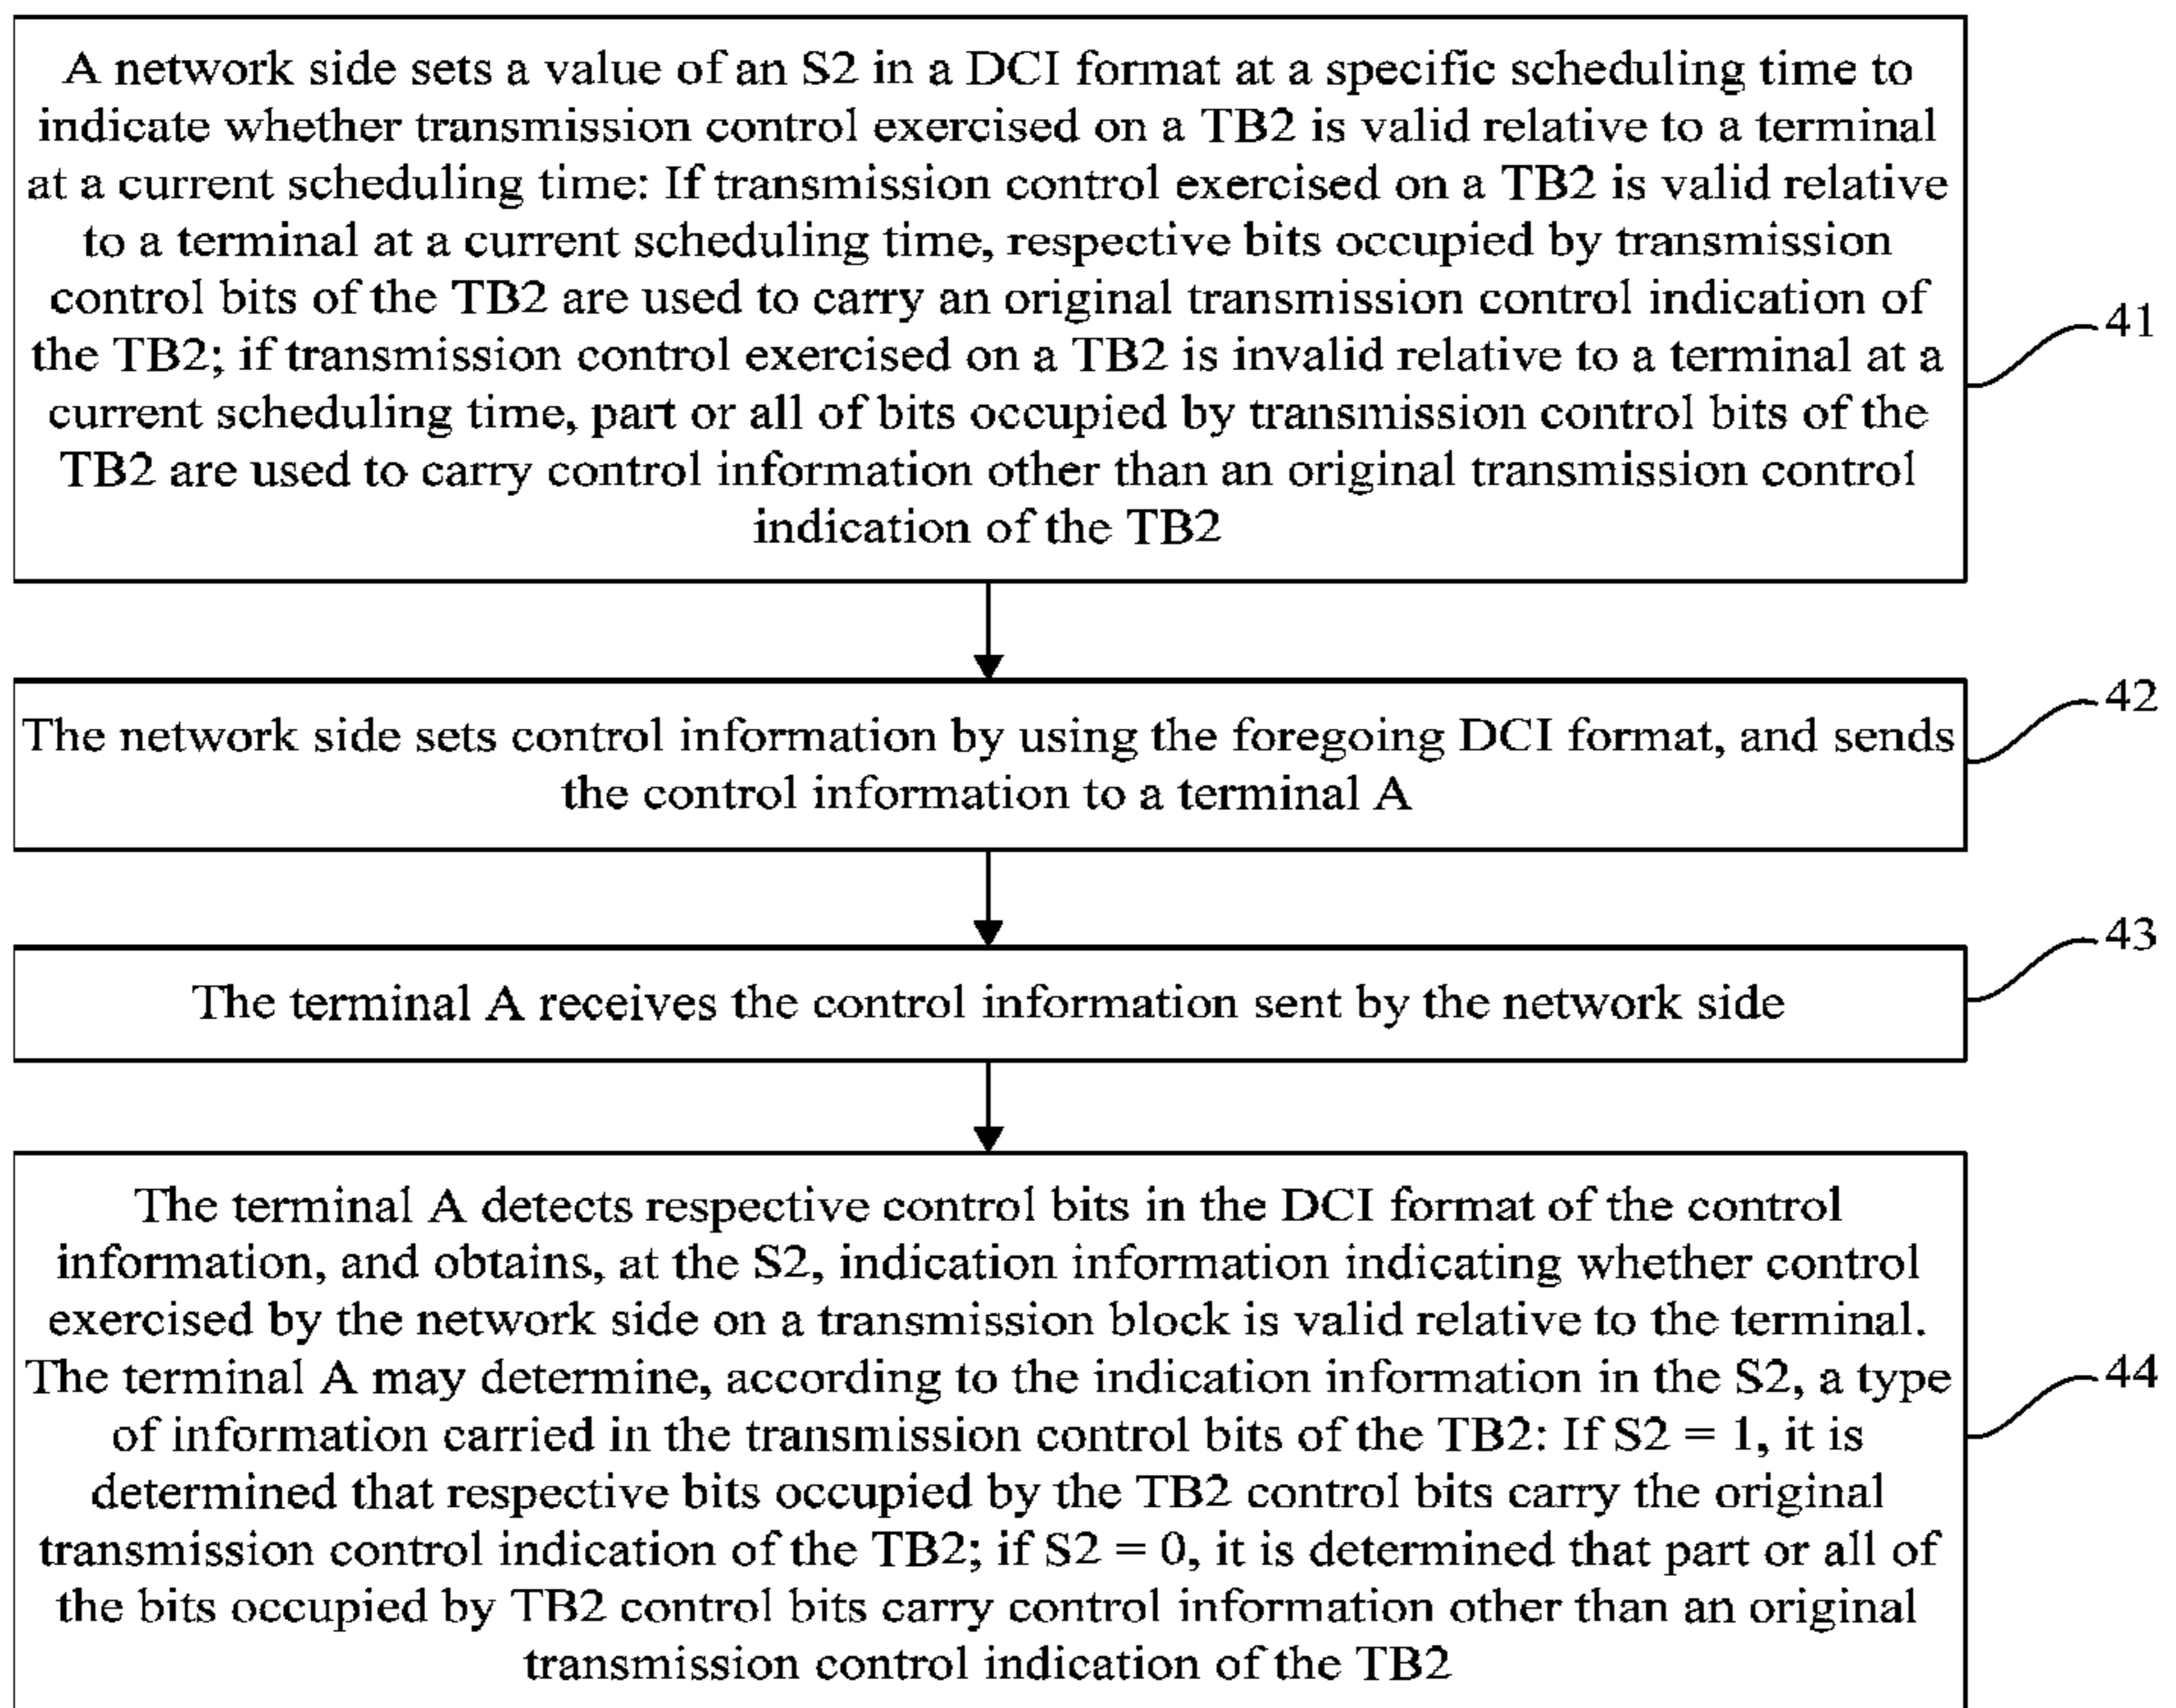 A network side sets a value of an S2 in a DCI format at a specific scheduling time to
indicate whether transmission control exercised on a TB2 is valid relative to a terminal
at a current scheduling time: If transmission control exercised on a TB2 is valid relative
to a terminal at a current scheduling time, respective bits occupied by transmission
control bits of the TB2 are used to carry an original transmission control indication of
the TB2; if transmission control exercised on a TB2 is invalid relative to a terminal at a
current scheduling time, part or all of bits occupied by transmission control bits of the
TB2 are used to carry control information other than an original transmission control
indication of the TB2
41
The network side sets control information by using the foregoing DCI format, and sends
the control information to a terminal A
42
The terminal A receives the control information sent by the network side
43
The terminal A detects respective control bits in the DCI format of the control
information, and obtains, at the S2, indication information indicating whether control
exercised by the network side on a transmission block is valid relative to the terminal.
The terminal A may determine, according to the indication information in the S2, a type
of information carried in the transmission control bits of the TB2: If S2 = 1, it is
determined that respective bits occupied by the TB2 control bits carry the original
transmission control indication of the TB2; if S2 = 0, it is determined that part or all of
the bits occupied by TB2 control bits carry control information other than an original
transmission control indication of the TB2
44